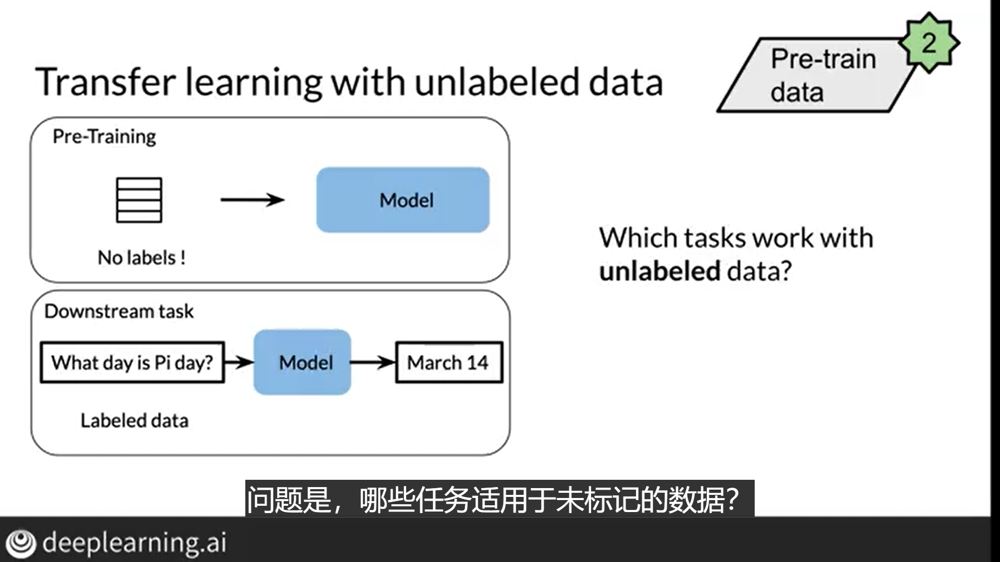 Transfer learning with unlabeled data
Pre-train
data
2
Pre-Training
Model
No labels !
Which tasks work with
unlabeled data?
Downstream task
What day is Pi day?
Model
March 14
Labeled data
问题是，哪些任务适用于未标记的数据？
deeplearning.ai